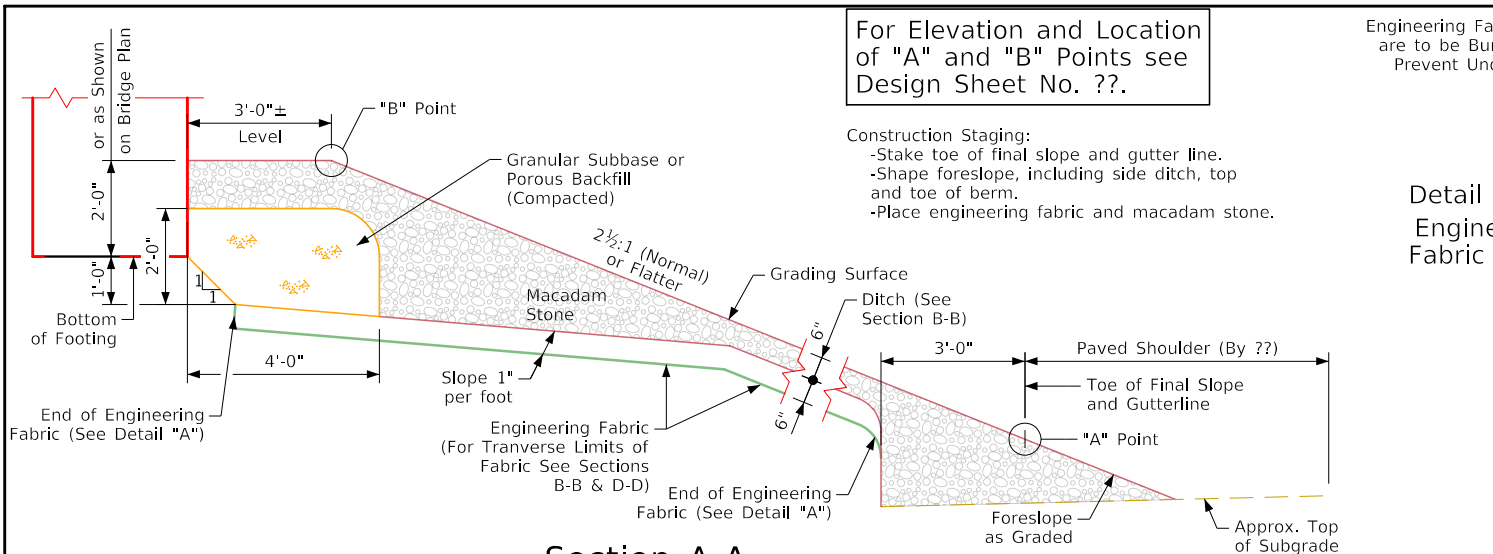 For Elevation and Location
of "A" and "B" Points see
Design Sheet No. ??.
Engineering Fa
are to be Bu
Prevent Un
or as Shown
on Bridge Plan
3'-0"±
Level
"B" Point
Granular Subbase or
Porous Backfill
(Compacted)
Construction Staging:
-Stake toe of final slope and gutter line.
-Shape foreslope, including side ditch, top
and toe of berm.
-Place engineering fabric and macadam stone.
Detail
Engine
Fabric
2'-0"
2'-0"
1'-0"
1
1
2½:1 (Normal)
or Flatter
Grading Surface
Ditch (See
Section B-B)
6"
6"
Macadam
Stone
Bottom
of Footing
4'-0"
Slope 1"
per foot
3'-0"
Paved Shoulder (By ??)
Toe of Final Slope
and Gutterline
"A" Point
End of Engineering
Fabric (See Detail "A")
Engineering Fabric
(For Tranverse Limits of
Fabric See Sections
B-B & D-D)
End of Engineering
Fabric (See Detail "A")
Foreslope
as Graded
Approx. Top
of Subgrade
Section A-A